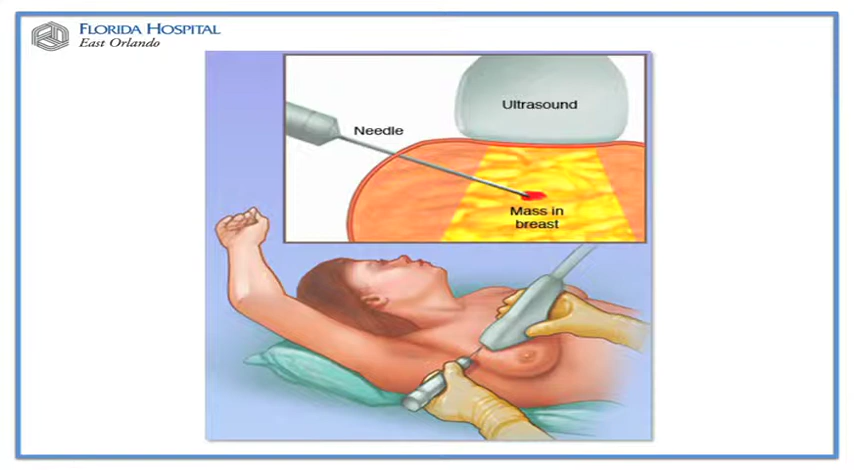 FLORIDA HOSPITAL
East Orlando
Ultrasound
Needle
Mass in
breast